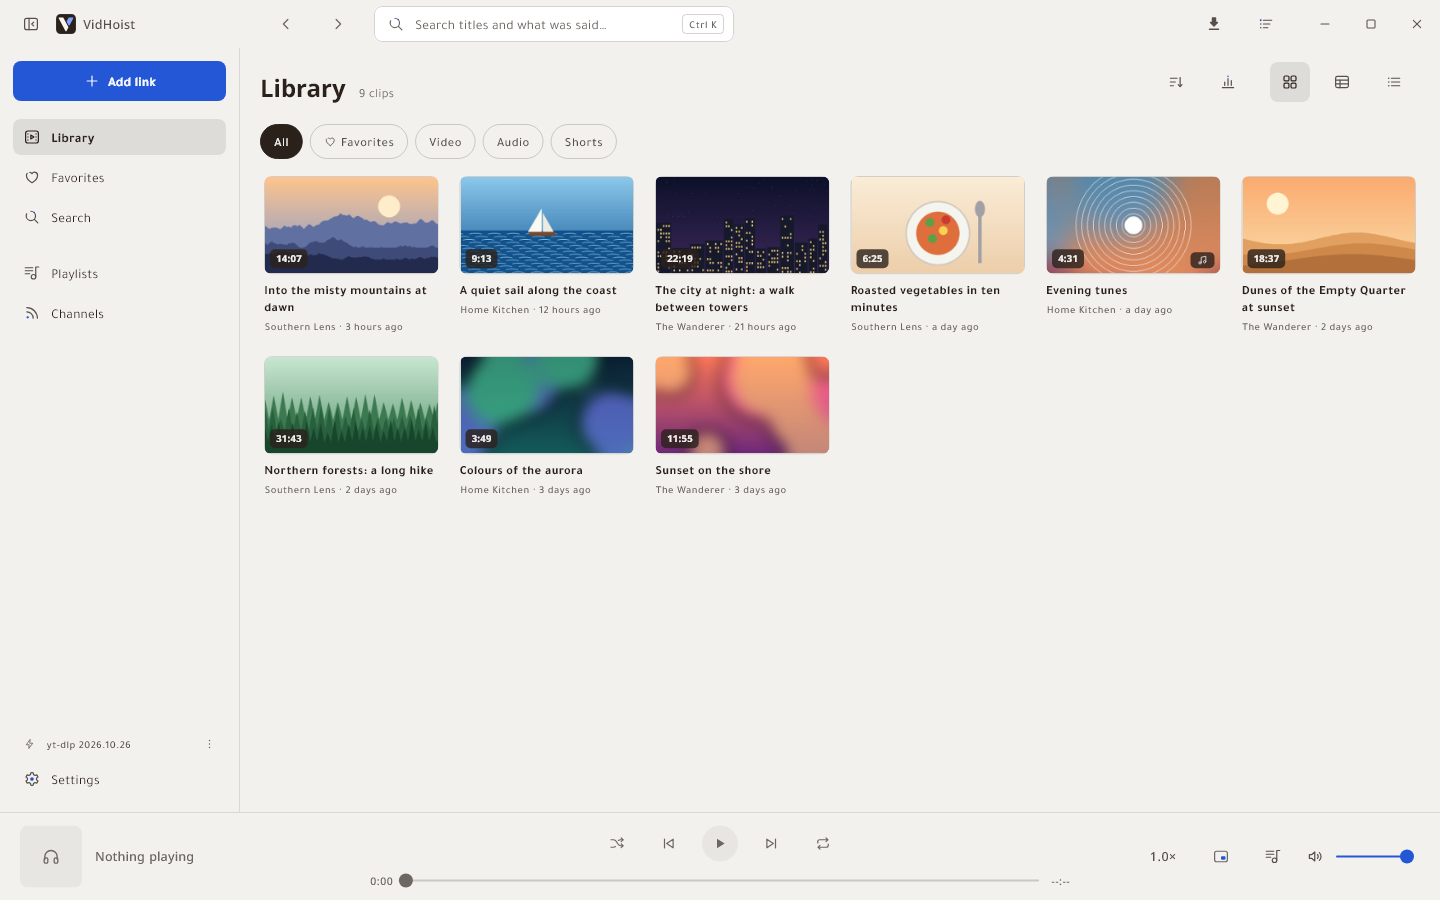 VidHoist
Search titles and what was said...
Ctrl K
Add link
Library
Favorites
Search
Playlists
Channels
yt-dlp 2026.10.26
Settings
Library
9 clips
All
Favorites
Video
Audio
Shorts
14:07
Into the misty mountains at
dawn
Southern Lens · 3 hours ago
9:13
A quiet sail along the coast
Home Kitchen · 12 hours ago
22:19
The city at night: a walk
between towers
The Wanderer · 21 hours ago
6:25
Roasted vegetables in ten
minutes
Southern Lens · a day ago
4:31
Evening tunes
Home Kitchen · a day ago
18:37
Dunes of the Empty Quarter
at sunset
The Wanderer · 2 days ago
31:43
Northern forests: a long hike
Southern Lens · 2 days ago
3:49
Colours of the aurora
Home Kitchen · 3 days ago
11:55
Sunset on the shore
The Wanderer · 3 days ago
Nothing playing
0:00
--:--
1.0×